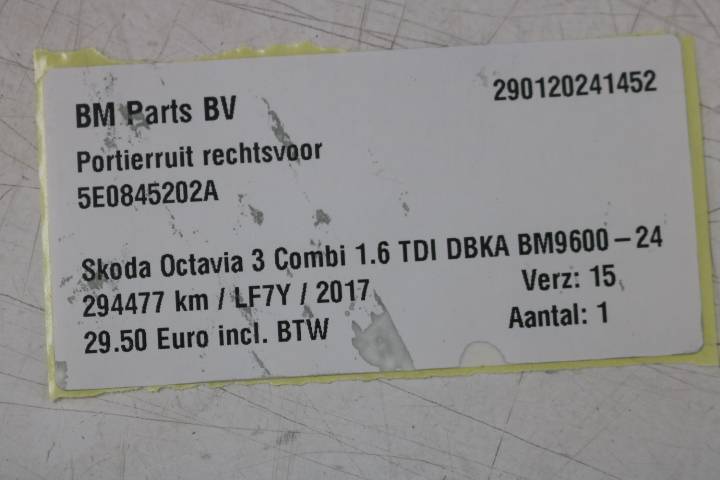 BM Parts BV 290120241452
Portierruit rechtsvoor
5E0845202A
Skoda Octavia 3 Combi 1.6 TDI DBKA BM9600-24
294477 km / LF7Y / 2017 Verz: 15
29.50 Euro incl. BTW Aantal: 1